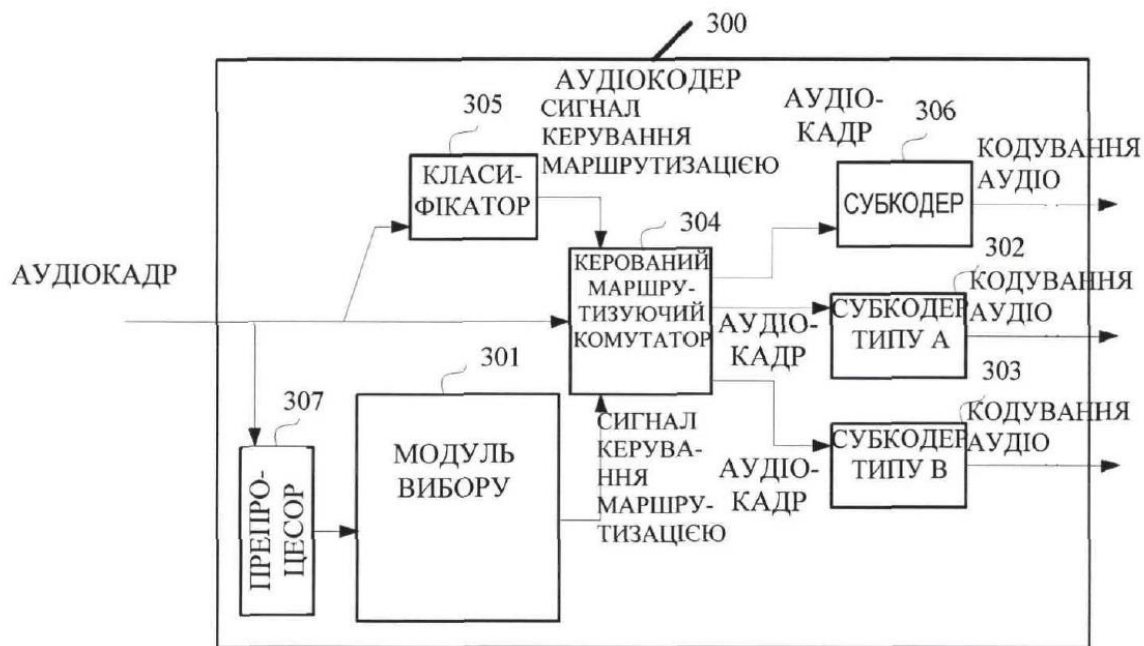 300
АУДІОКОДЕР
305
СИГНАЛ
КЕРУВАННЯ
МАРШРУТИЗАЦІЄЮ
АУДІО-
КАДР
306
КОДУВАННЯ
АУДІО
КЛАСИ-
ФІКАТОР
СУБКОДЕР
304
АУДІОКАДР
КЕРОВАНИЙ
МАРШРУ-
ТИЗУЮЧИЙ
КОМУТАТОР
302
КОДУВАННЯ
АУДІО
СУБКОДЕР
ТИПУ А
АУДІО-
КАДР
301
МОДУЛЬ
ВИБОРУ
307
ПРЕПРО-
ЦЕСОР
СИГНАЛ
КЕРУВА-
ННЯ
МАРШРУ-
ТИЗАЦІЄЮ
АУДІО-
КАДР
303
КОДУВАННЯ
АУДІО
СУБКОДЕР
ТИПУ В